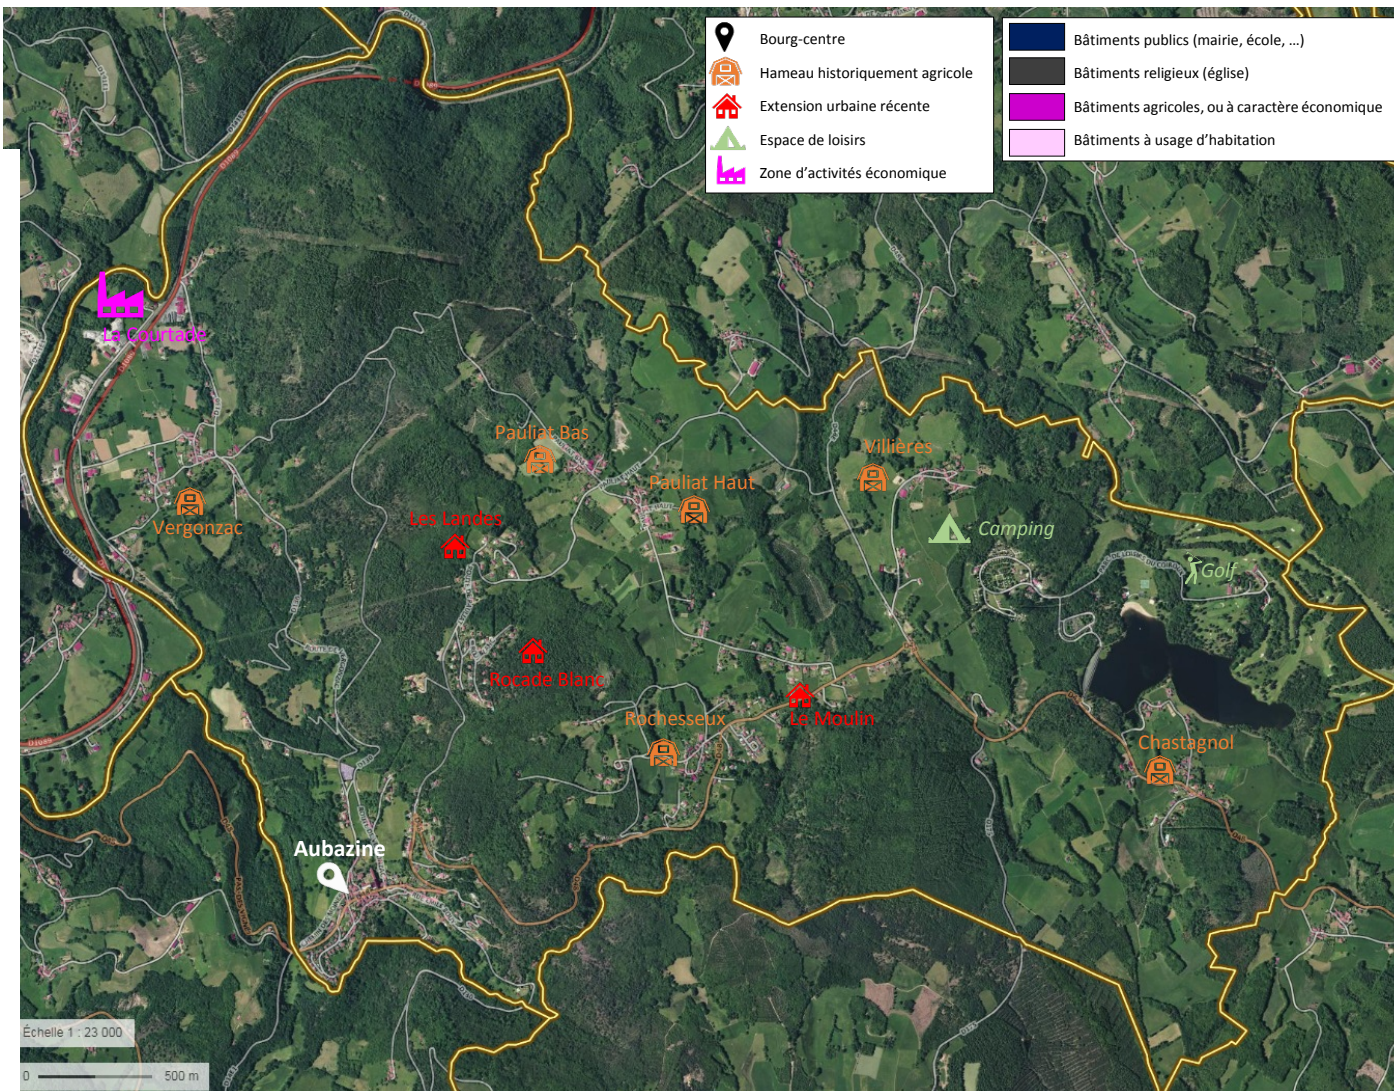 Bourg-centre
Hameau historiquement agricole
Extension urbaine récente
Espace de loisirs
Zone d'activités économique
Bâtiments publics (mairie, école, …)
Bâtiments religieux (église)
Bâtiments agricoles, ou à caractère économique
Bâtiments à usage d'habitation
La Courtade
D1089
Pauliat Bas
Villières
Pauliat Haut
Vergonzac
Les Landes
Camping
Golf
Rocade Blanc
Rochesseux
Le Moulin
Chastagnol
D1089
Aubazine
Échelle 1 : 23 000
0 500 m